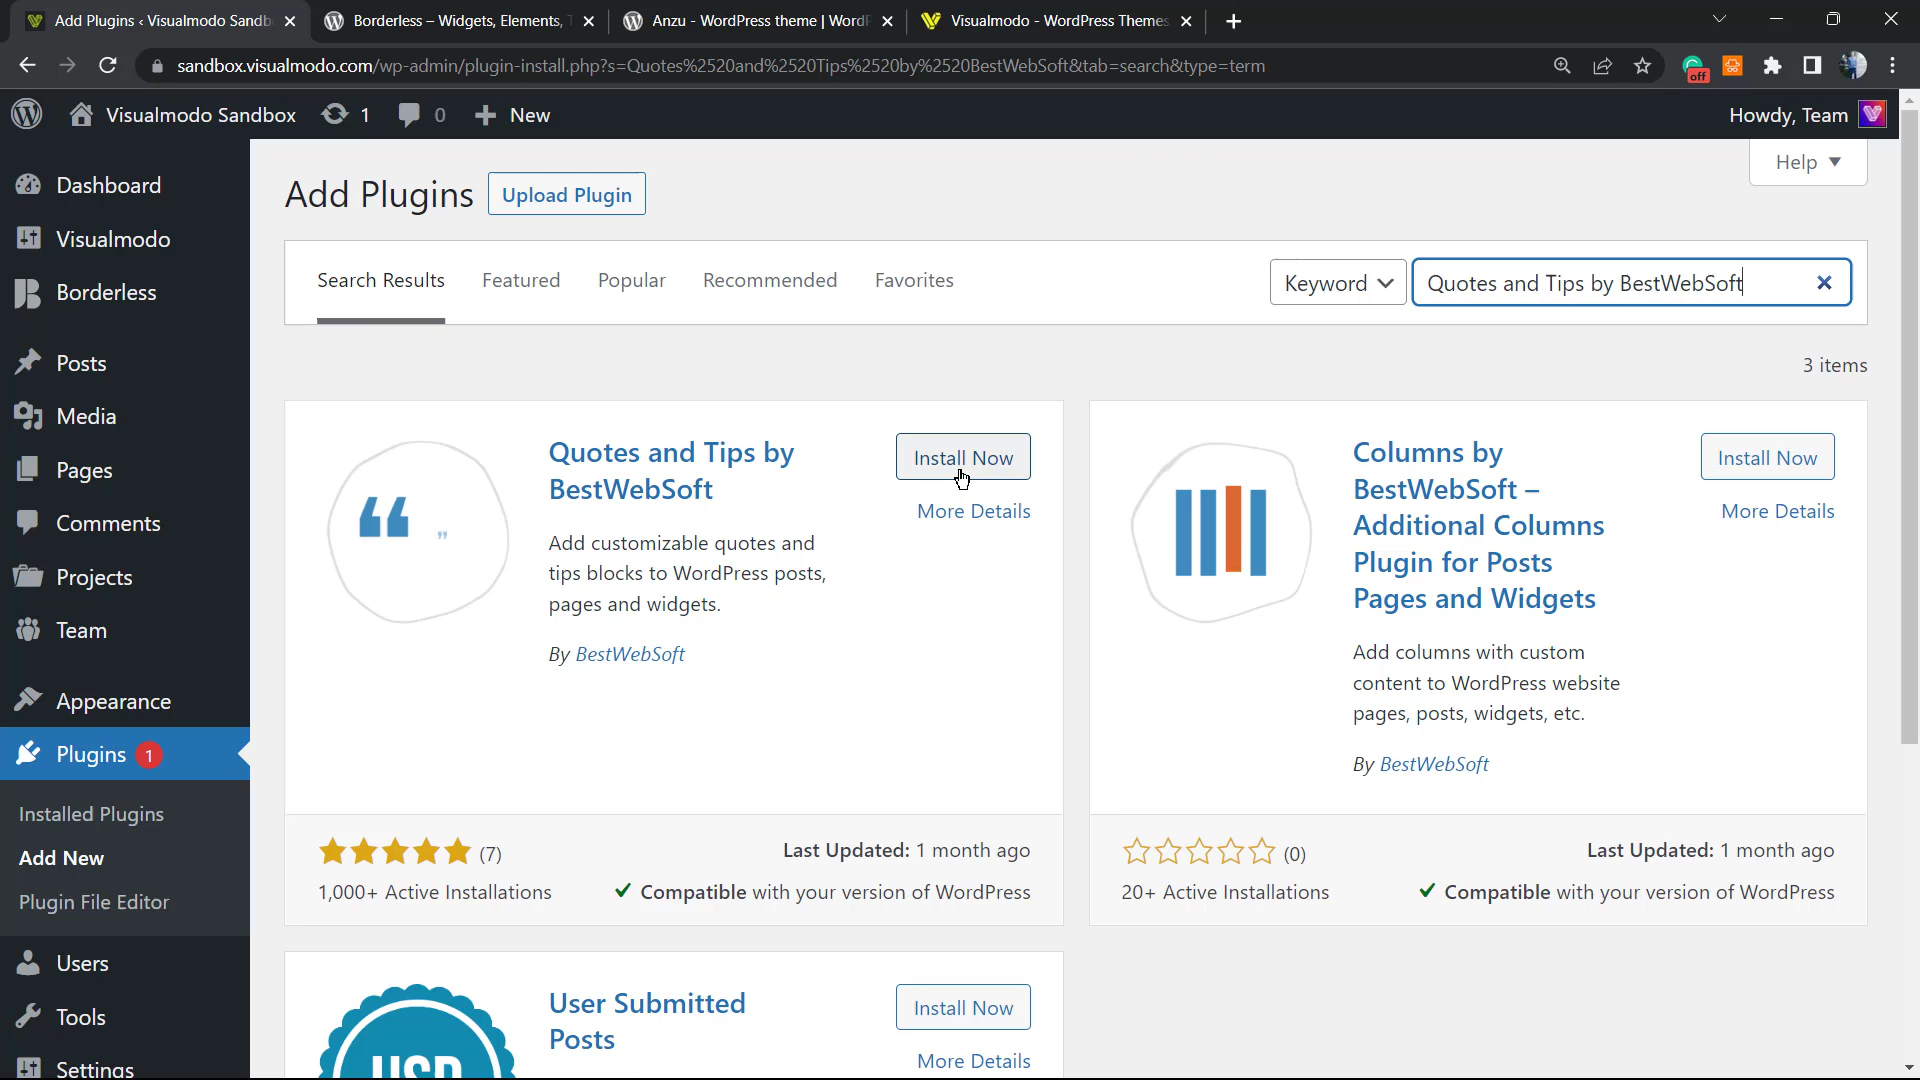 Add Plugins ‹ Visualmodo Sandb
Borderless – Widgets, Elements,
Anzu - WordPress theme | WordP
Visualmodo - WordPress Themes
sandbox.visualmodo.com/wp-admin/plugin-install.php?s=Quotes%2520and%2520Tips%2520by%2520BestWebSoft&tab=search&type=term
off
Visualmodo Sandbox
1
0
New
Howdy, Team
Dashboard
Visualmodo
Borderless
Posts
Media
Pages
Comments
Projects
Team
Appearance
Plugins 1
Installed Plugins
Add New
Plugin File Editor
Users
Tools
Settings
Help
Add Plugins
Upload Plugin
Search Results
Featured
Popular
Recommended
Favorites
Keyword
Quotes and Tips by BestWebSoft
3 items
Quotes and Tips by
BestWebSoft
Install Now
More Details
Add customizable quotes and
tips blocks to WordPress posts,
pages and widgets.
By BestWebSoft
(7)
1,000+ Active Installations
Last Updated: 1 month ago
Compatible with your version of WordPress
Columns by
BestWebSoft –
Additional Columns
Plugin for Posts
Pages and Widgets
Install Now
More Details
Add columns with custom
content to WordPress website
pages, posts, widgets, etc.
By BestWebSoft
(0)
20+ Active Installations
Last Updated: 1 month ago
Compatible with your version of WordPress
USP
User Submitted
Posts
Install Now
More Details